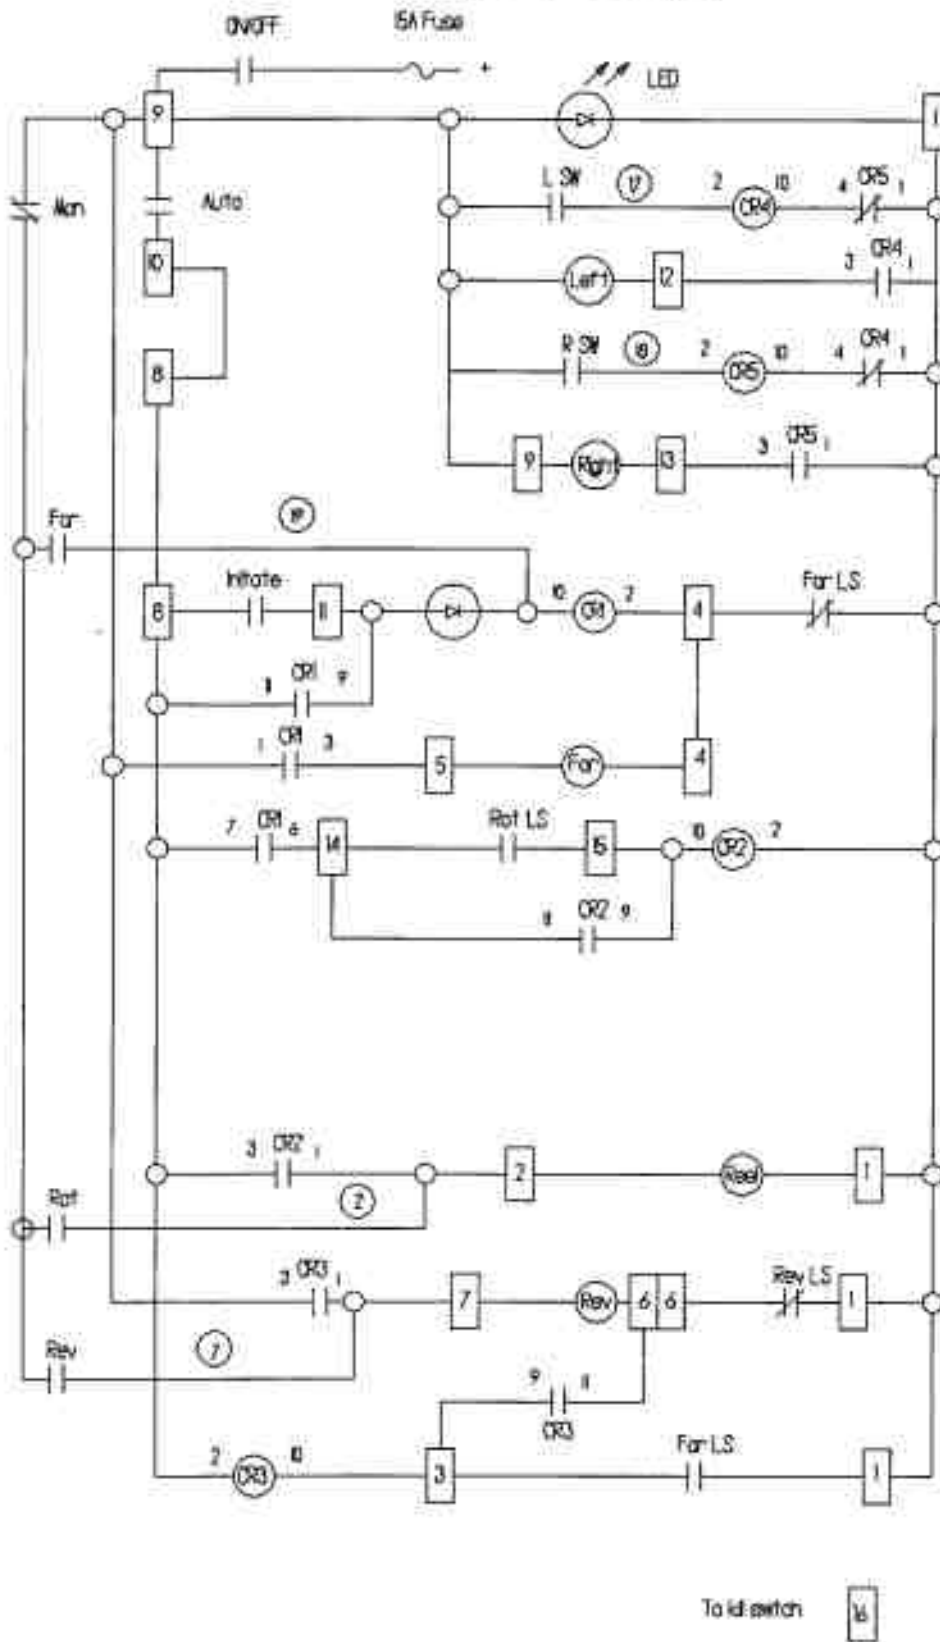 ON/OFF 15A Fuse
+
LED
9 1
L SW 17 2 10 4 CR5 1
Man Auto CR4
10 Left 12 3 CR4 1
R SW 18 2 10 4 CR4 1
8 CR5
9 Right 13 3 CR5 1
For 19
Initate 10 2 For LS
8 11 CR1 4
11 CR1 9
1 CR1 3
5 For 4
7 CR1 6 Rot LS 10 2
14 15 CR2
8 CR2 9
3 CR2 1
2 Reel 1
Rot 2
3 CR3 1 Rev LS
7 Rev 6 6 1
Rev 7
9 11
CR3
2 10 For LS
CR3 3 1
To kill switch 16